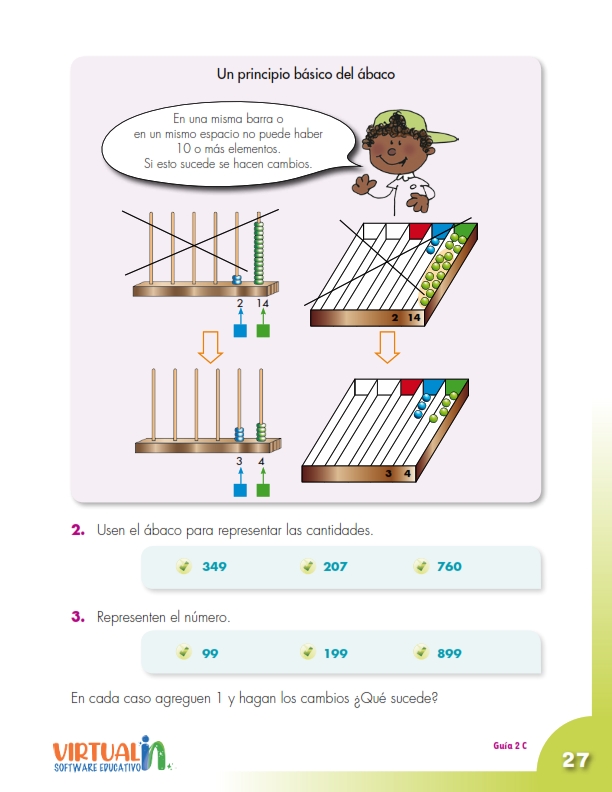 Un principio básico del ábaco
En una misma barra o
en un mismo espacio no puede haber
10 o más elementos.
Si esto sucede se hacen cambios.
2 14
2 14
3 4
3 4
2. Usen el ábaco para representar las cantidades.
349 207 760
3. Representen el número.
99 199 899
En cada caso agreguen 1 y hagan los cambios ¿Qué sucede?
VIRTUAL in
SOFTWARE EDUCATIVO
Guía 2 C
27